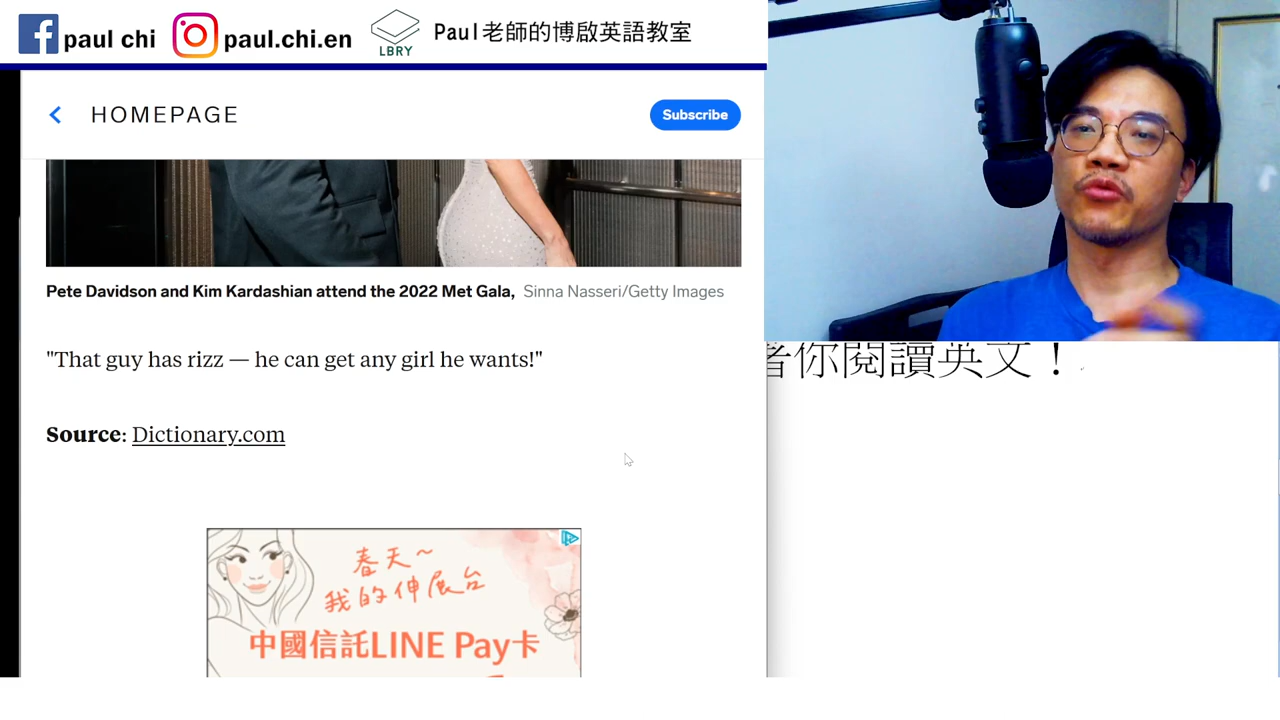 paul chi
paul.chi.en
LBRY
Paul老師的博啟英語教室
HOMEPAGE
Subscribe
Pete Davidson and Kim Kardashian attend the 2022 Met Gala, Sinna Nasseri/Getty Images
"That guy has rizz — he can get any girl he wants!"
者你閱讀英文！
Source: Dictionary.com
春天~
我的伸展台
中國信託LINE Pay卡